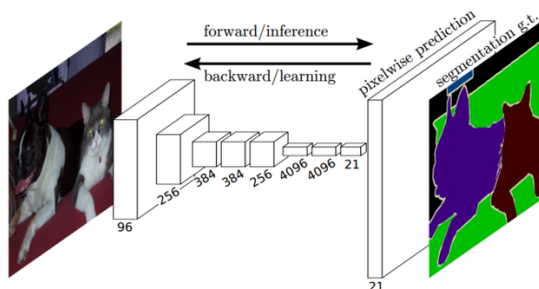 forward/inference
backward/learning
pixelwise prediction
segmentation g.t.
96
256
384
384
256
4096
4096
21
21